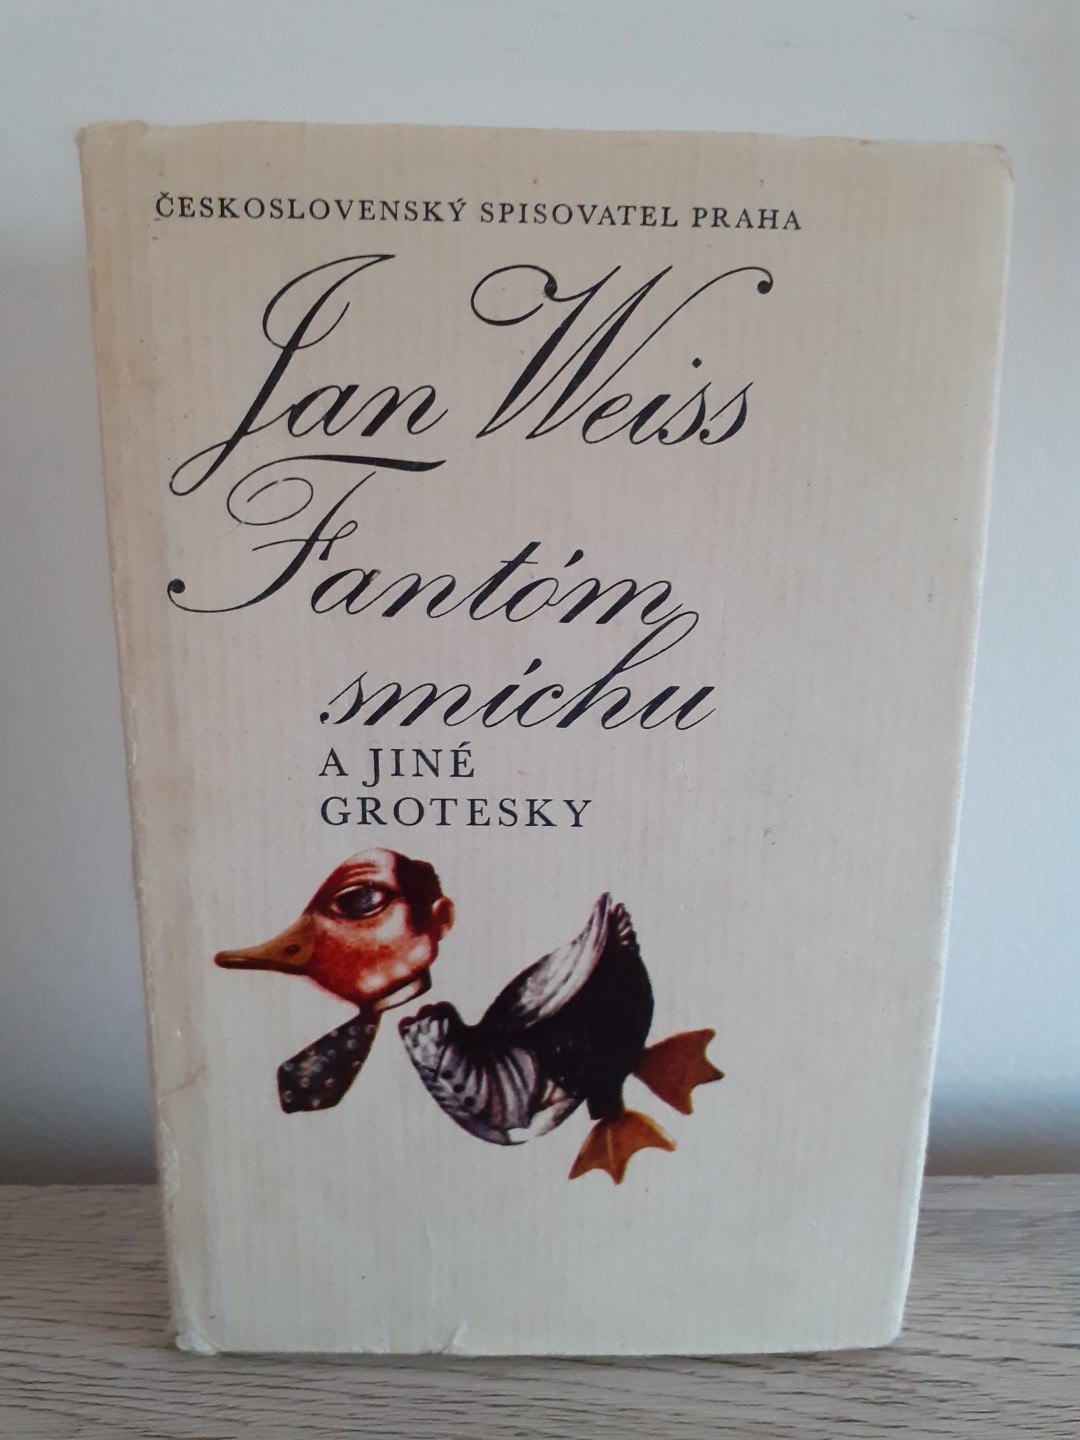 ČESKOSLOVENSKÝ SPISOVATEL PRAHA
Jan Weiss
Fantóm
smíchu
A JINÉ
GROTESKY